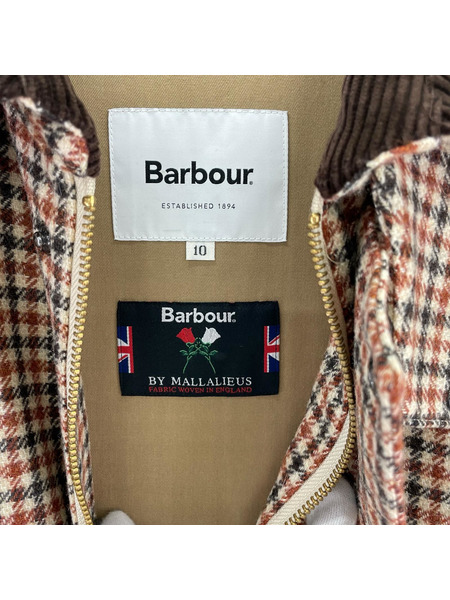 Barbour.
ESTABLISHED 1894
10
Barbour.
BY MALLALIEUS
FABRIC WOVEN IN ENGLAND